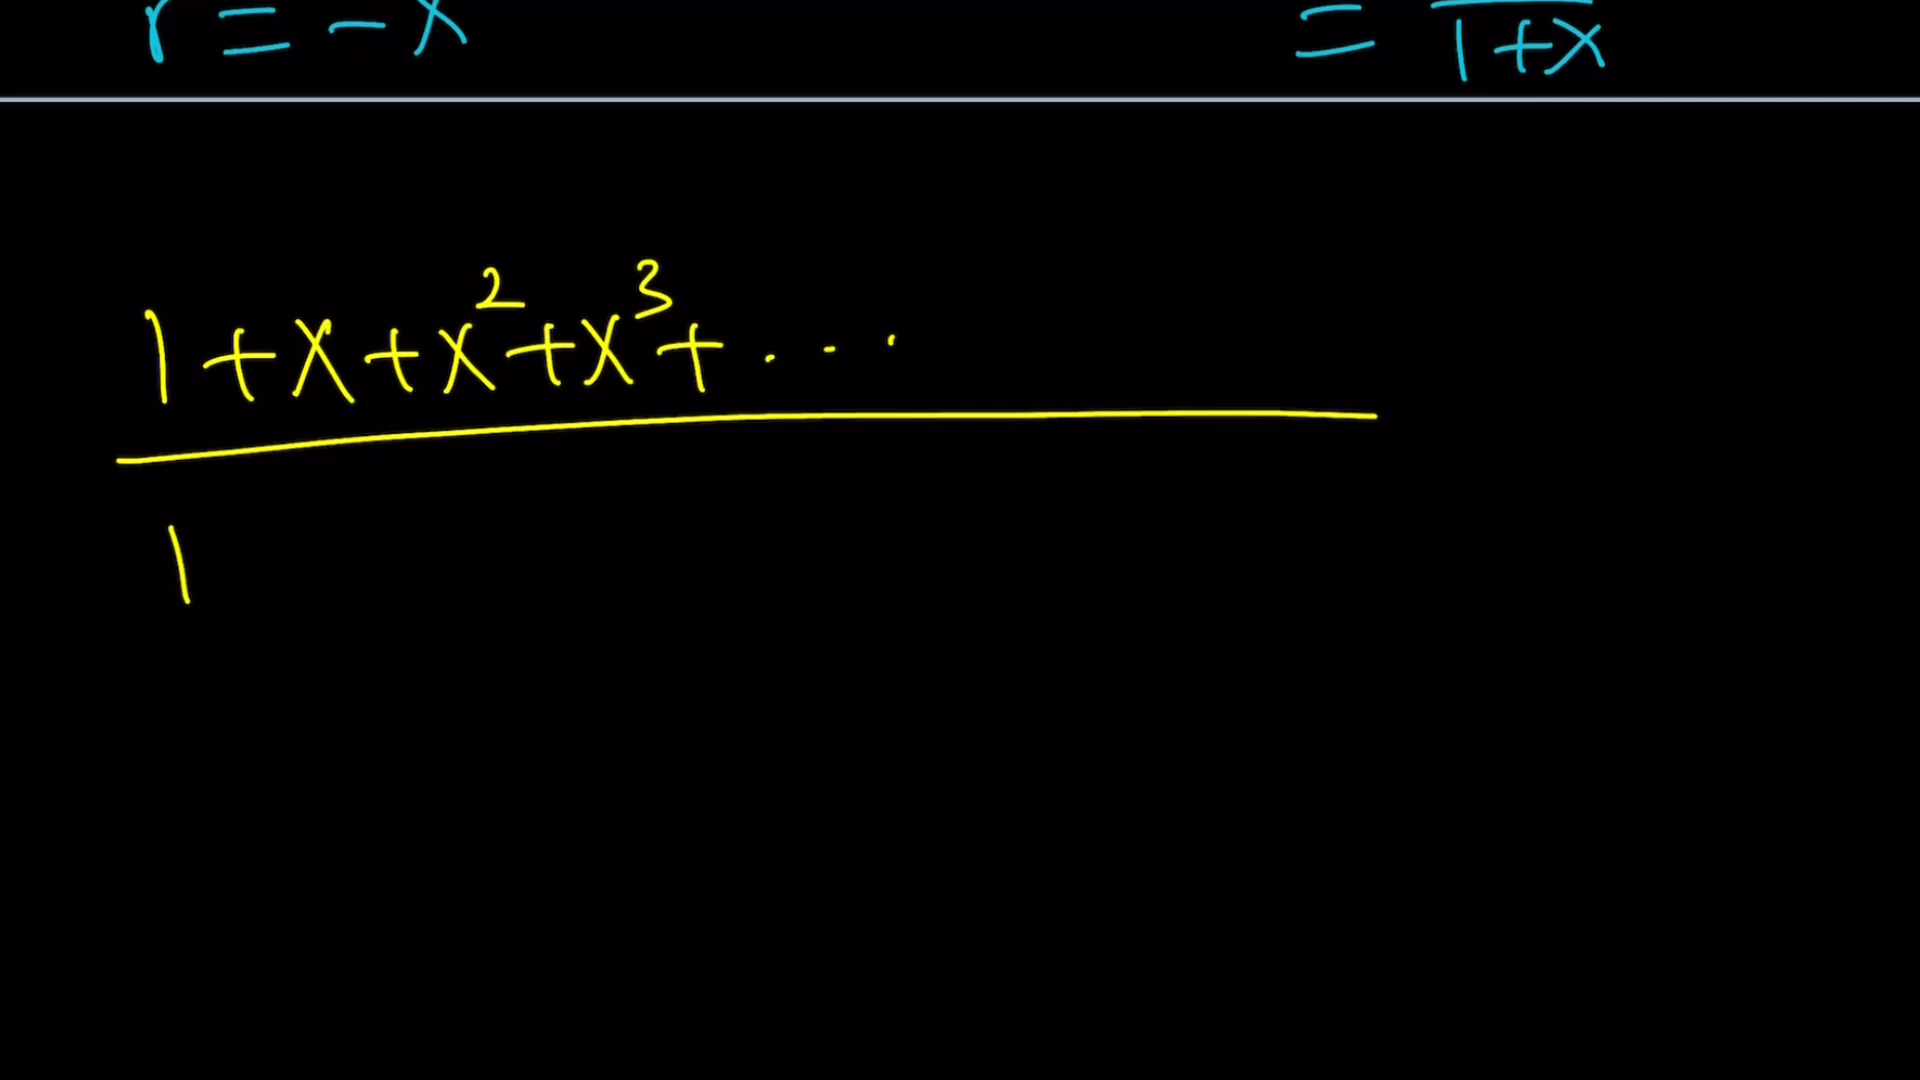 r = -x = 1+x
1+x+x²+x³+...
1